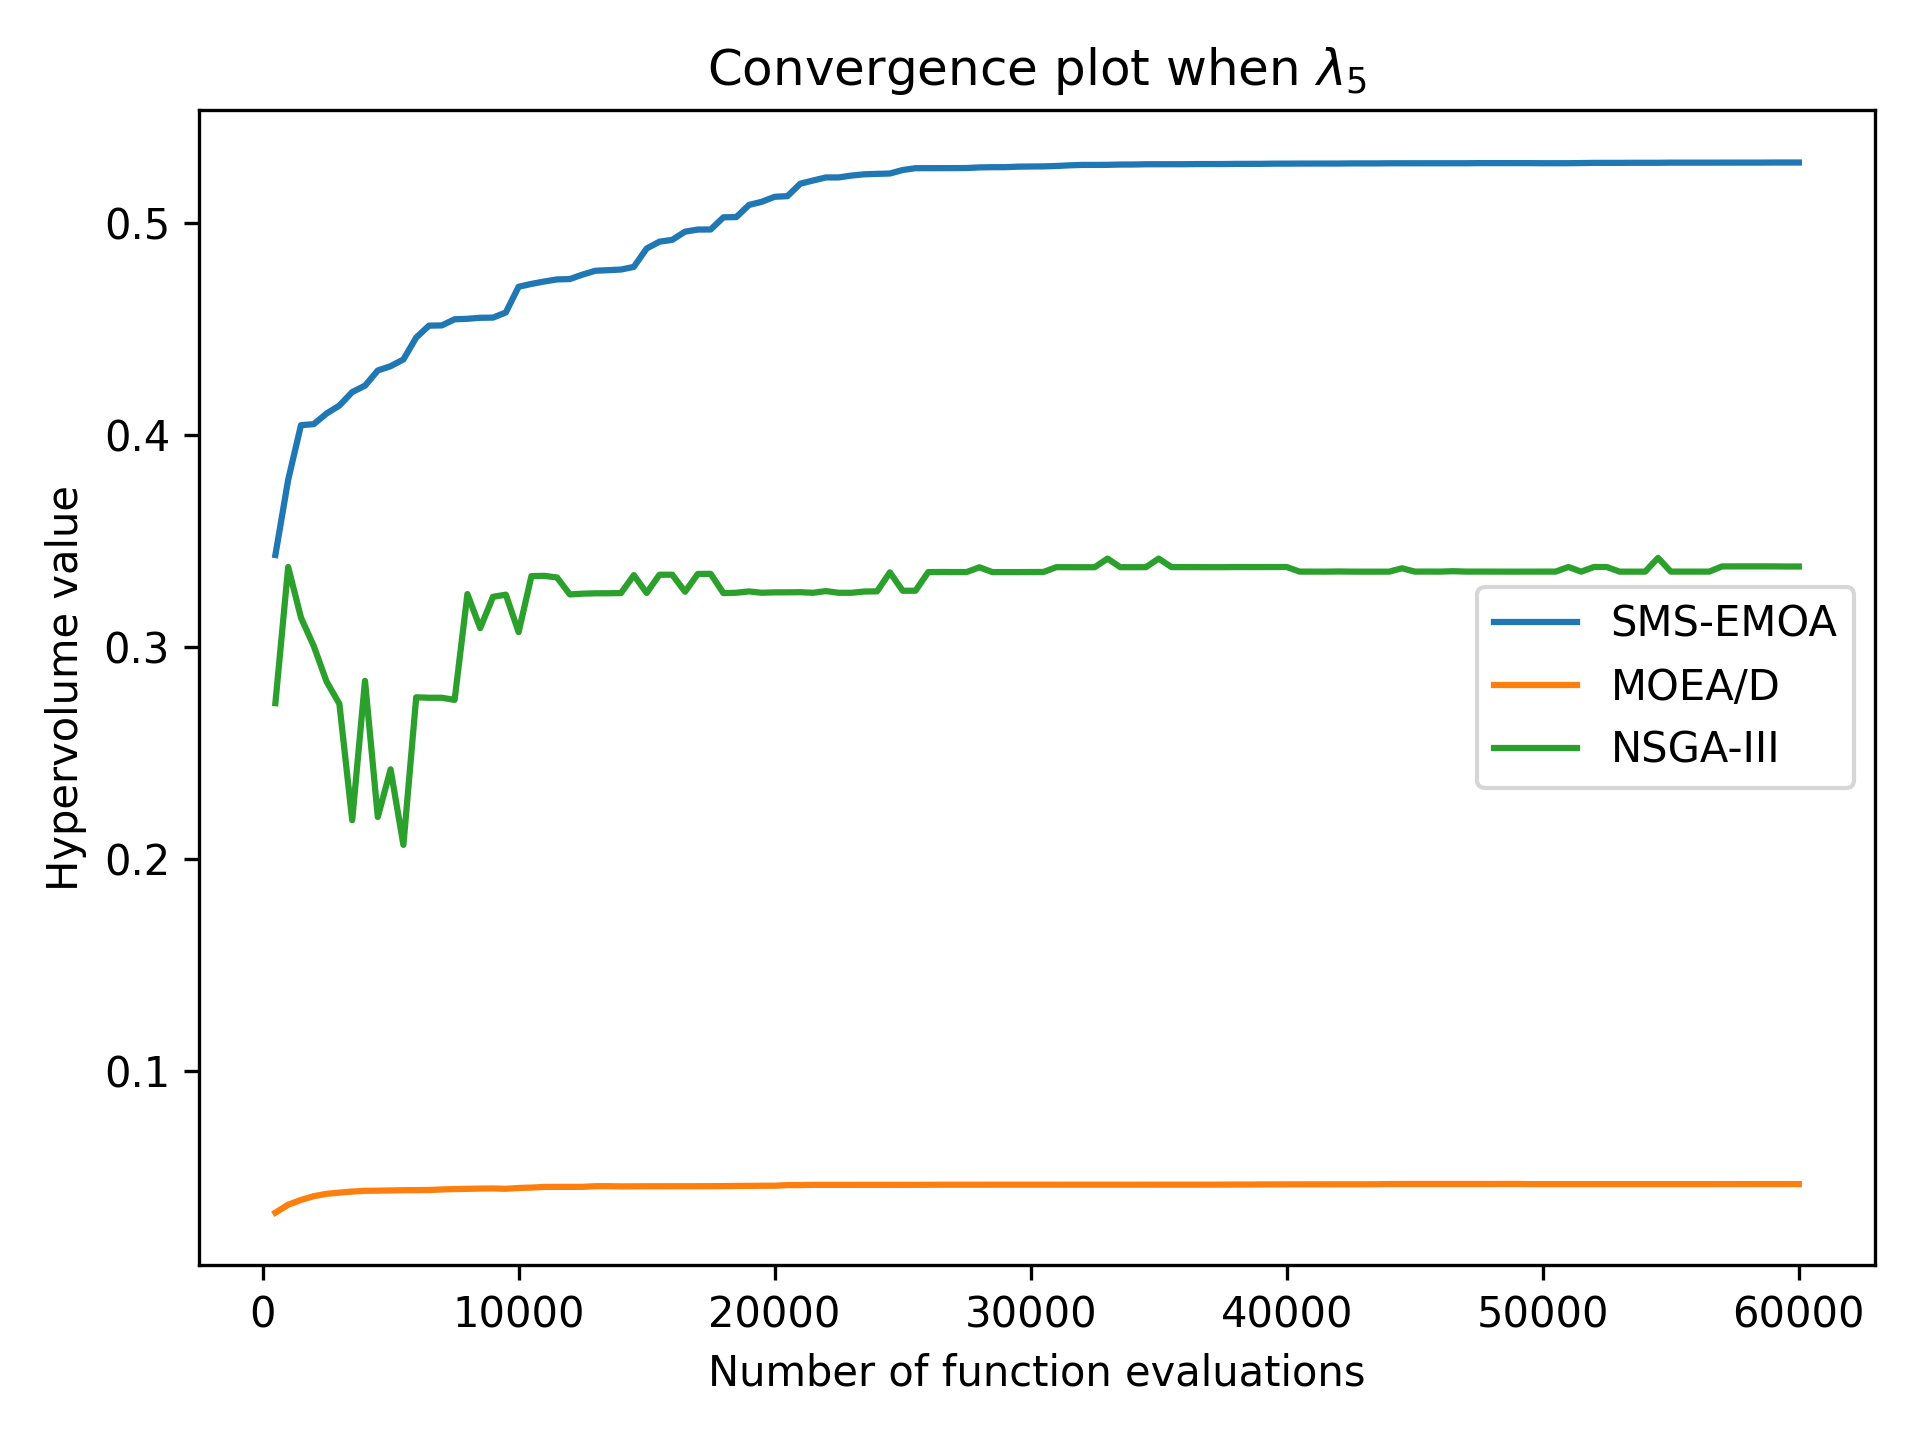 Convergence plot when λ₅
Hypervolume value
0.5
0.4
0.3
0.2
0.1
SMS-EMOA
MOEA/D
NSGA-III
0 10000 20000 30000 40000 50000 60000
Number of function evaluations